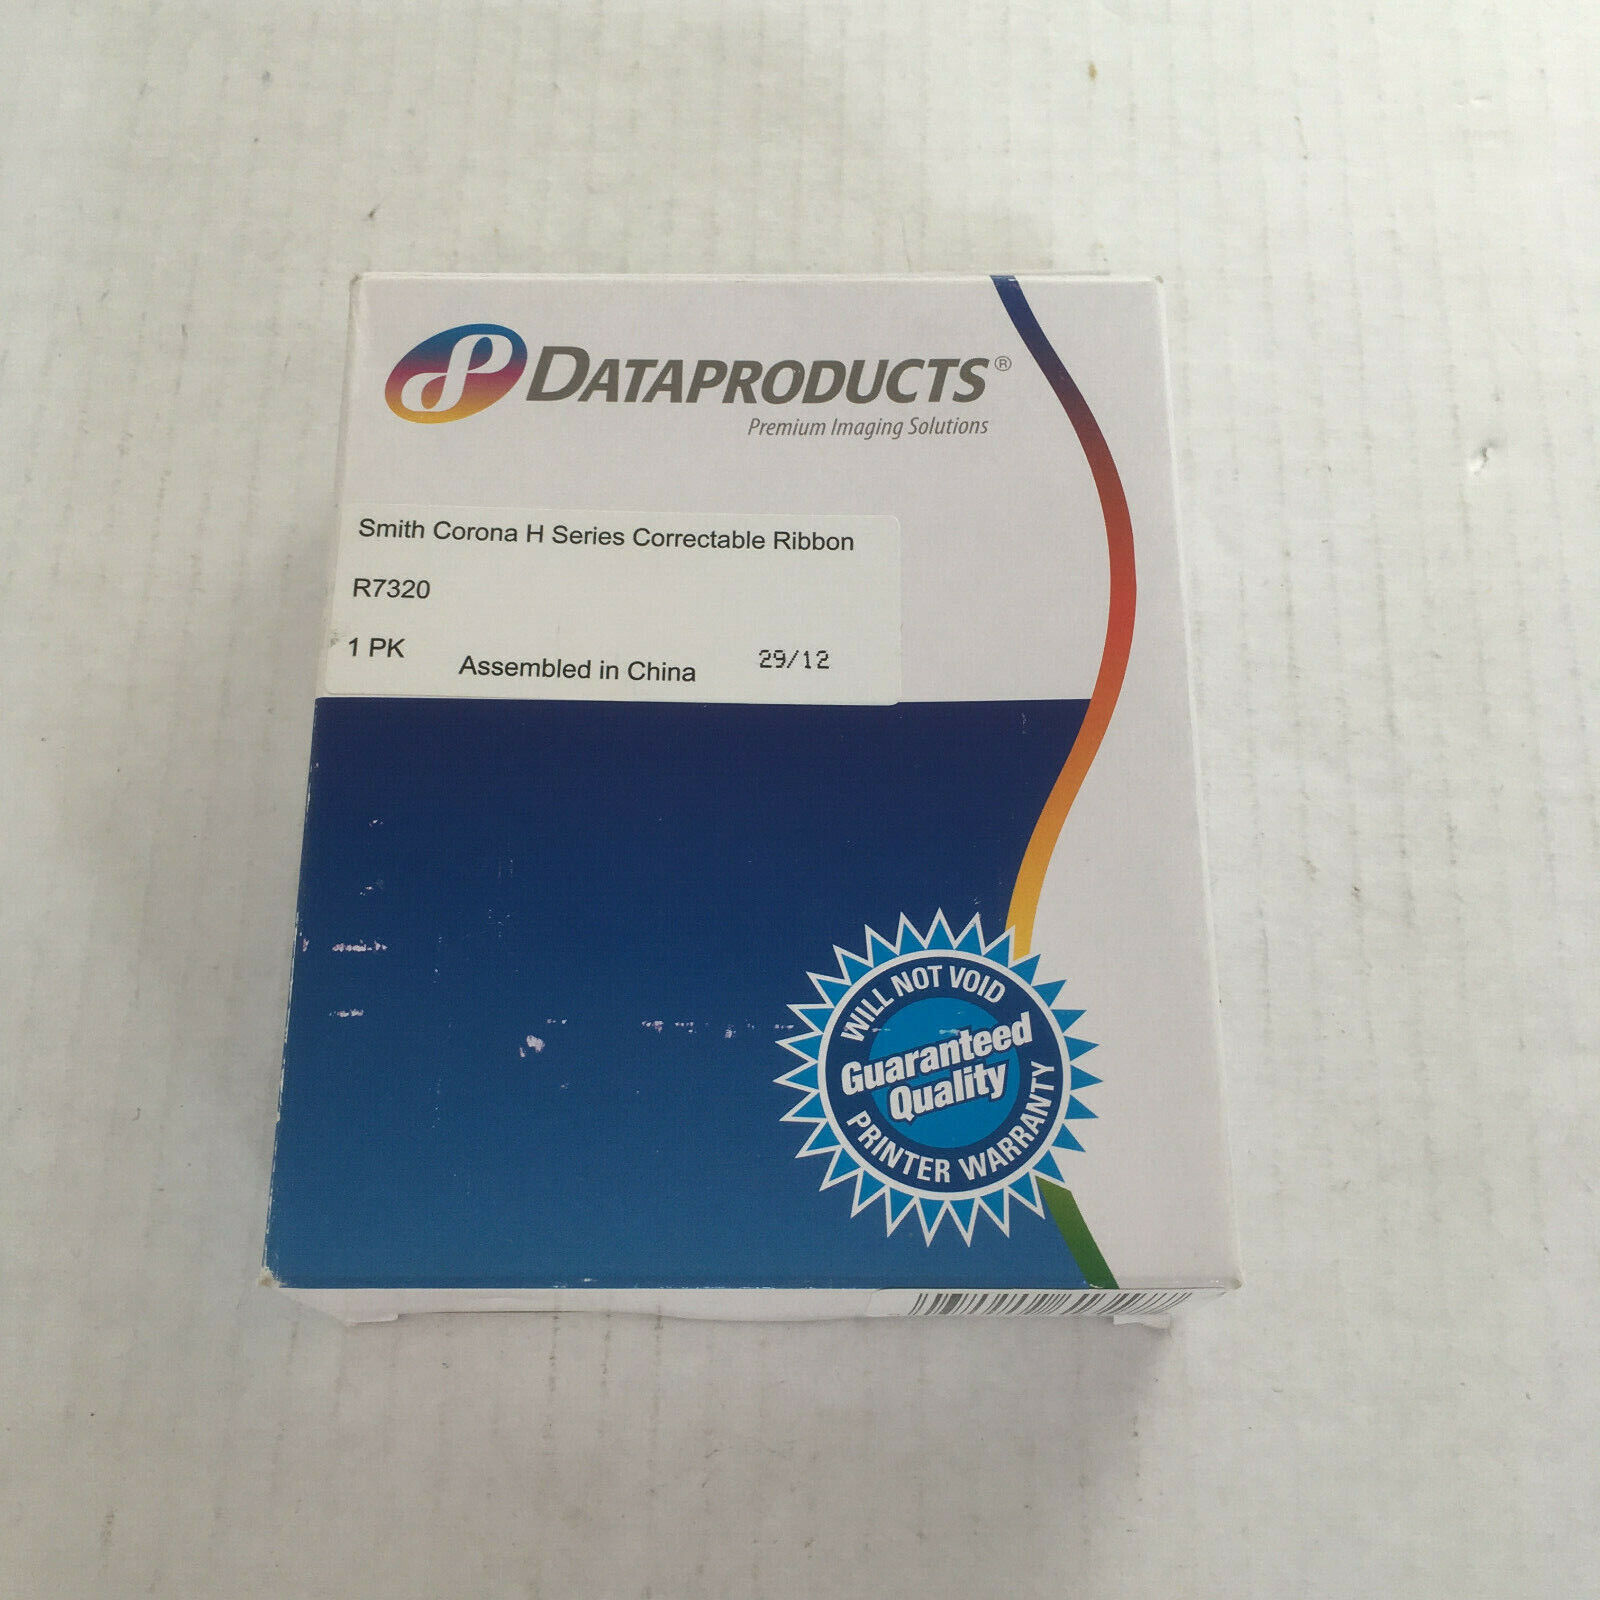 DATAPRODUCTS®
Premium Imaging Solutions
Smith Corona H Series Correctable Ribbon
R7320
1 PK
Assembled in China
29/12
WILL NOT VOID
Guaranteed
Quality
PRINTER WARRANTY